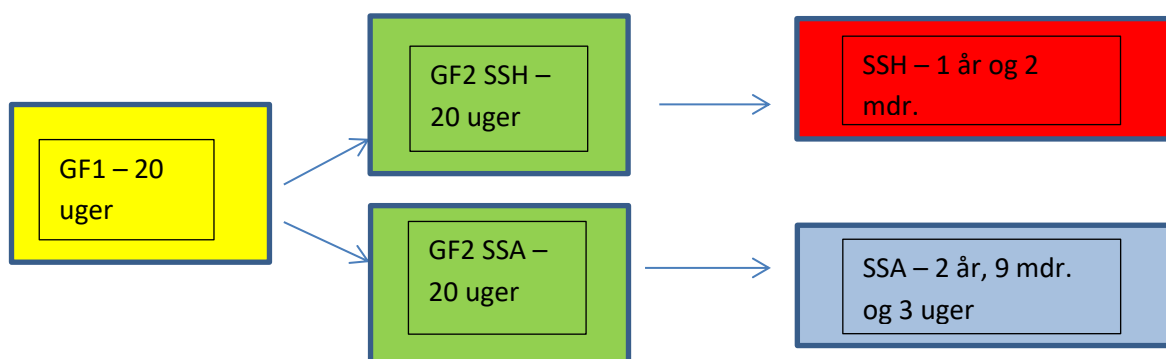 GF1 – 20
uger
GF2 SSH –
20 uger
SSH – 1 år og 2
mdr.
GF2 SSA –
20 uger
SSA – 2 år, 9 mdr.
og 3 uger